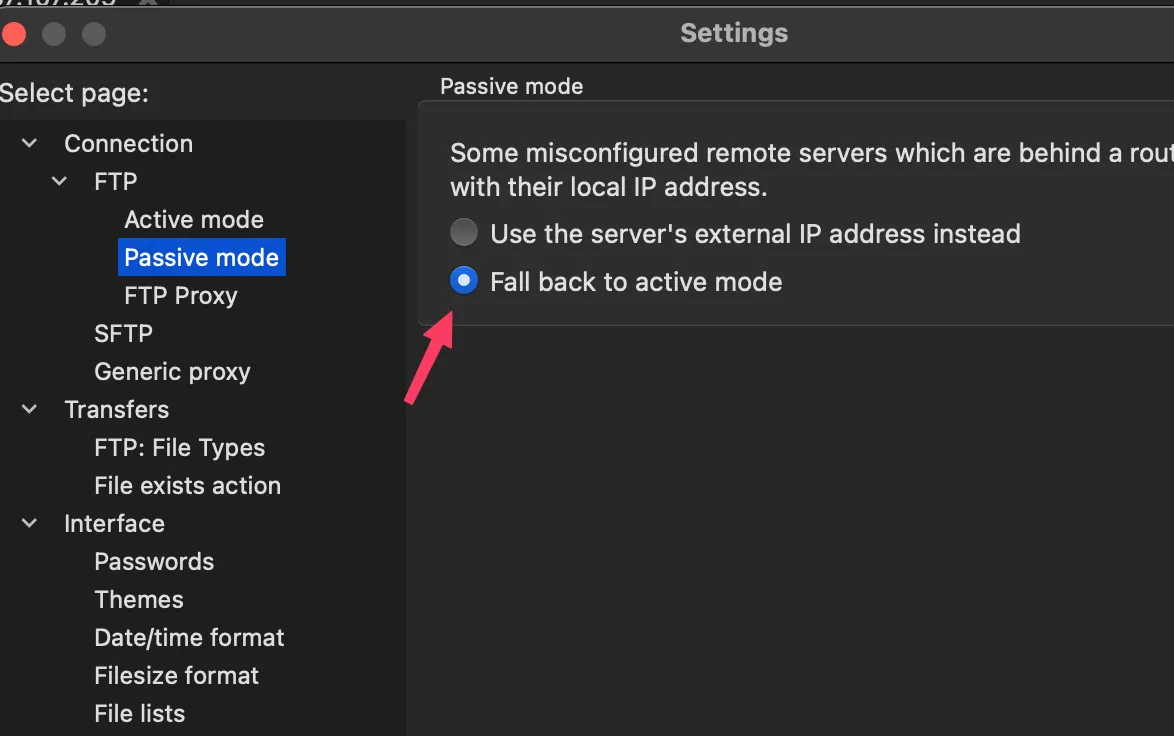 Settings
Select page:
Connection
FTP
Active mode
Passive mode
FTP Proxy
SFTP
Generic proxy
Transfers
FTP: File Types
File exists action
Interface
Passwords
Themes
Date/time format
Filesize format
File lists
Passive mode
Some misconfigured remote servers which are behind a
with their local IP address.
Use the server's external IP address instead
Fall back to active mode